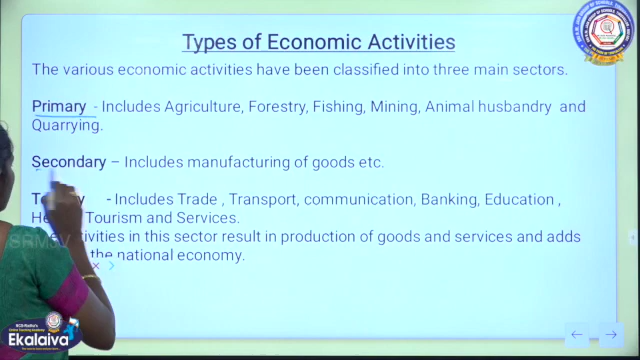 Types of Economic Activities
The various economic activities have been classified into three main sectors.
Primary - Includes Agriculture, Forestry, Fishing, Mining, Animal husbandry and
Quarrying.
Secondary – Includes manufacturing of goods etc.
- Includes Trade , Transport, communication, Banking, Education ,
Tourism and Services.
in this sector result in production of goods and services and adds
the national economy.
SRMV
Ekalaiva